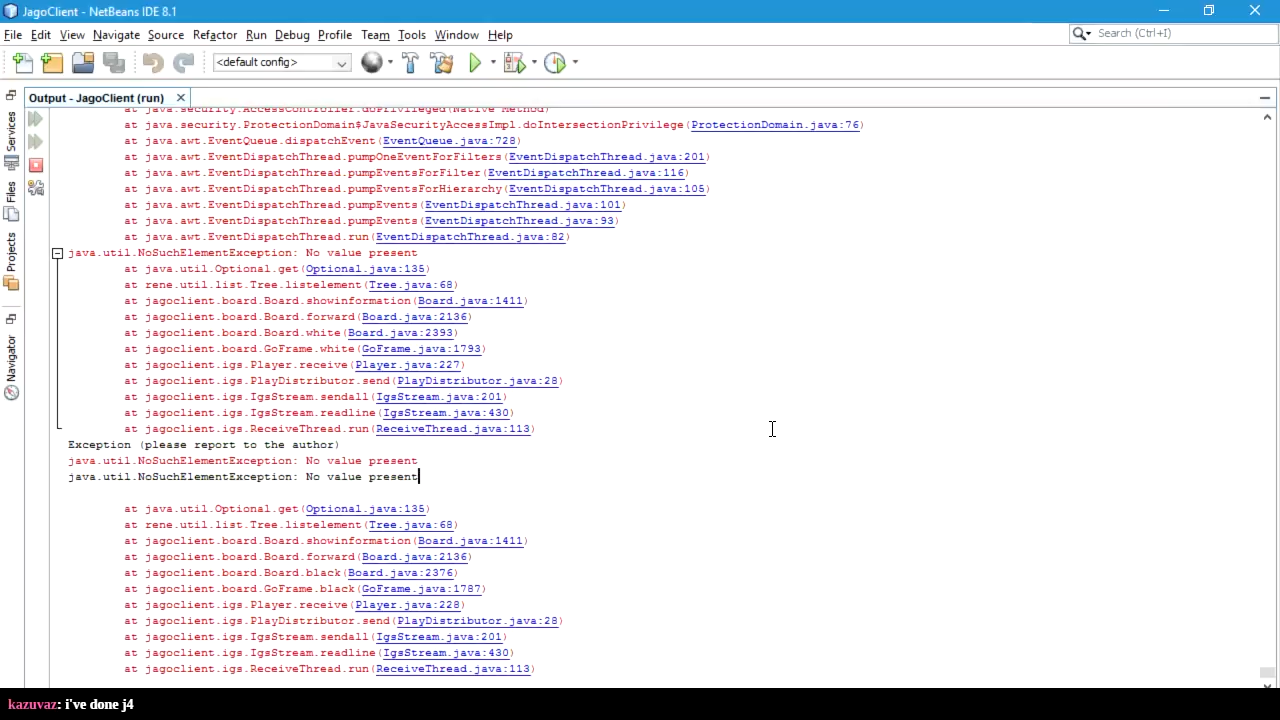 JagoClient - NetBeans IDE 8.1
File Edit View Navigate Source Refactor Run Debug Profile Team Tools Window Help
Search (Ctrl+I)
<default config>
Output - JagoClient (run)
Services
Files
Projects
Navigator
at java.security.AccessController.doPrivileged(Native Method)
at java.security.ProtectionDomain$JavaSecurityAccessImpl.doIntersectionPrivilege(ProtectionDomain.java:76)
at java.awt.EventQueue.dispatchEvent(EventQueue.java:728)
at java.awt.EventDispatchThread.pumpOneEventForFilters(EventDispatchThread.java:201)
at java.awt.EventDispatchThread.pumpEventsForFilter(EventDispatchThread.java:116)
at java.awt.EventDispatchThread.pumpEventsForHierarchy(EventDispatchThread.java:105)
at java.awt.EventDispatchThread.pumpEvents(EventDispatchThread.java:101)
at java.awt.EventDispatchThread.pumpEvents(EventDispatchThread.java:93)
at java.awt.EventDispatchThread.run(EventDispatchThread.java:82)
java.util.NoSuchElementException: No value present
at java.util.Optional.get(Optional.java:135)
at rene.util.list.Tree.listelement(Tree.java:68)
at jagoclient.board.Board.showinformation(Board.java:1411)
at jagoclient.board.Board.forward(Board.java:2136)
at jagoclient.board.Board.white(Board.java:2393)
at jagoclient.board.GoFrame.white(GoFrame.java:1793)
at jagoclient.igs.Player.receive(Player.java:227)
at jagoclient.igs.PlayDistributor.send(PlayDistributor.java:28)
at jagoclient.igs.IgsStream.sendall(IgsStream.java:201)
at jagoclient.igs.IgsStream.readline(IgsStream.java:430)
at jagoclient.igs.ReceiveThread.run(ReceiveThread.java:113)
Exception (please report to the author)
java.util.NoSuchElementException: No value present
java.util.NoSuchElementException: No value present
at java.util.Optional.get(Optional.java:135)
at rene.util.list.Tree.listelement(Tree.java:68)
at jagoclient.board.Board.showinformation(Board.java:1411)
at jagoclient.board.Board.forward(Board.java:2136)
at jagoclient.board.Board.black(Board.java:2376)
at jagoclient.board.GoFrame.black(GoFrame.java:1787)
at jagoclient.igs.Player.receive(Player.java:228)
at jagoclient.igs.PlayDistributor.send(PlayDistributor.java:28)
at jagoclient.igs.IgsStream.sendall(IgsStream.java:201)
at jagoclient.igs.IgsStream.readline(IgsStream.java:430)
at jagoclient.igs.ReceiveThread.run(ReceiveThread.java:113)
kazuvaz: i've done j4